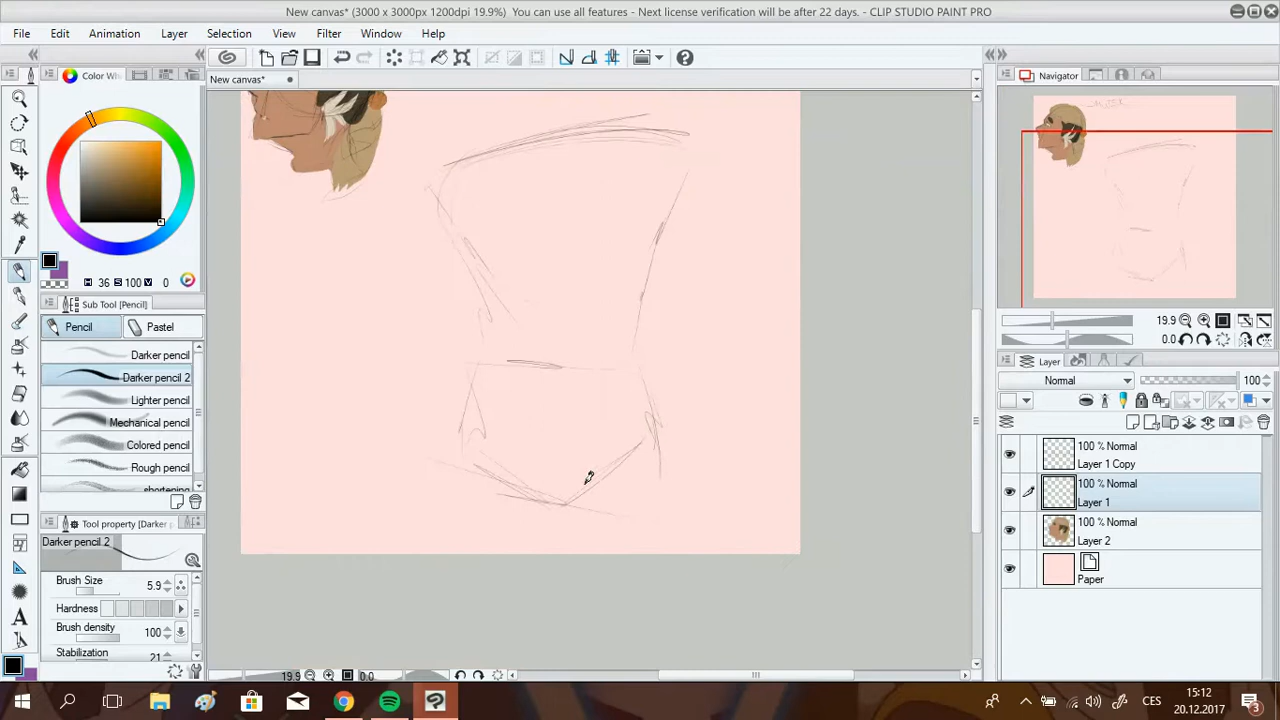 New canvas* (3000 x 3000px 1200dpi 19.9%) You can use all features - Next license verification will be after 22 days. - CLIP STUDIO PAINT PRO
File Edit Animation Layer Selection View Filter Window Help
New canvas*
Color Wh
H 36 S 100 V 0
Sub Tool [Pencil]
Pencil Pastel
Darker pencil
Darker pencil 2
Lighter pencil
Mechanical pencil
Colored pencil
Rough pencil
shortening
Tool property [Darker p
Darker pencil 2
Brush Size 5.9
Hardness
Brush density 100
Stabilization 21
19.9 0.0
Navigator
19.9
0.0
Layer
Normal 100
100 % Normal
Layer 1 Copy
100 % Normal
Layer 1
100 % Normal
Layer 2
Paper
CES
15:12
20.12.2017
3